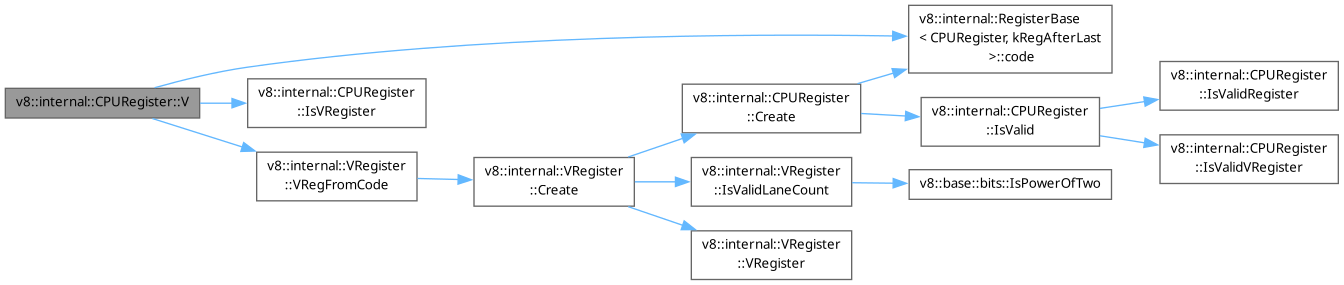 v8::internal::CPURegister::V
v8::internal::CPURegister
::IsVRegister
v8::internal::VRegister
::VRegFromCode
v8::internal::VRegister
::Create
v8::internal::CPURegister
::Create
v8::internal::VRegister
::IsValidLaneCount
v8::internal::VRegister
::VRegister
v8::internal::RegisterBase
< CPURegister, kRegAfterLast
>::code
v8::internal::CPURegister
::IsValid
v8::base::bits::IsPowerOfTwo
v8::internal::CPURegister
::IsValidRegister
v8::internal::CPURegister
::IsValidVRegister